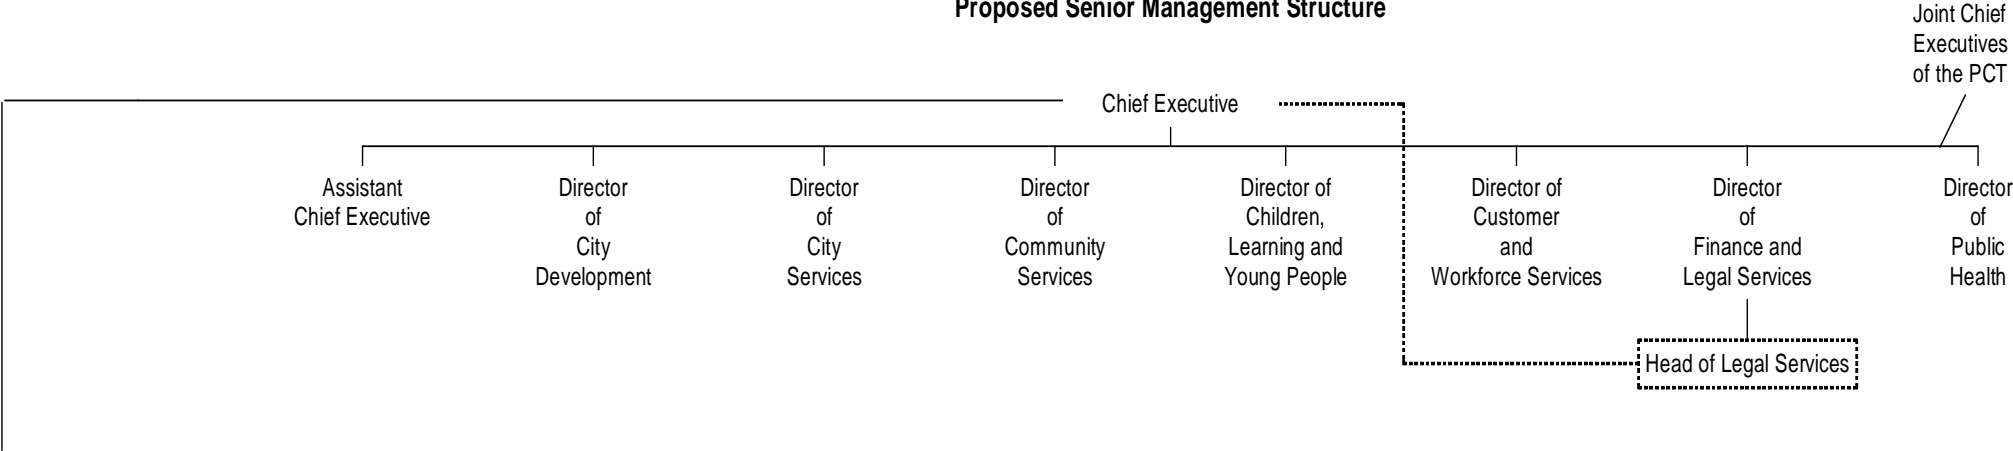 Proposed Senior Management Structure
Joint Chief
Executives
of the PCT
Chief Executive
Assistant
Chief Executive
Director
of
City
Development
Director
of
City
Services
Director
of
Community
Services
Director of
Children,
Learning and
Young People
Director of
Customer
and
Workforce Services
Director
of
Finance and
Legal Services
Director
of
Public
Health
Head of Legal Services